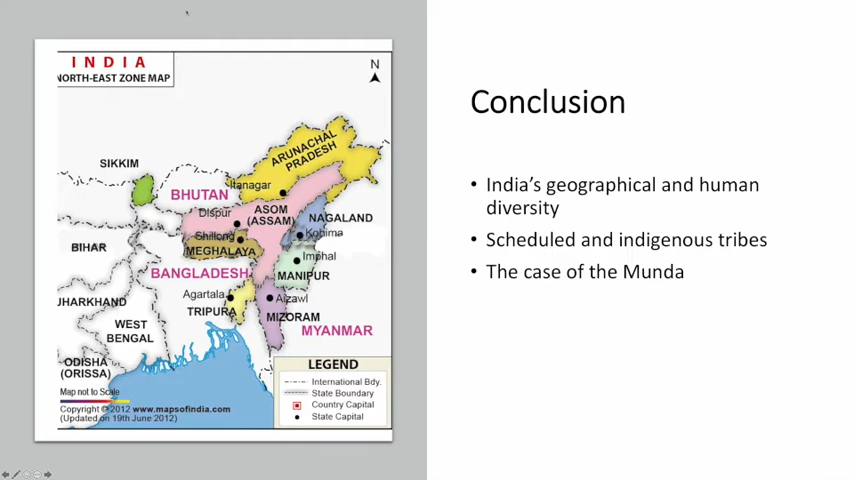 INDIA
NORTH-EAST ZONE MAP
N
ARUNACHAL
PRADESH
SIKKIM
BHUTAN
Itanagar
Dispur
ASOM
(ASSAM)
NAGALAND
Shillong
Kohima
BIHAR
MEGHALAYA
Imphal
BANGLADESH
MANIPUR
JHARKHAND
Agartala
Aizawl
TRIPURA
MIZORAM
WEST
BENGAL
MYANMAR
ODISHA
(ORISSA)
LEGEND
International Bdy.
State Boundary
Country Capital
State Capital
Map not to Scale
Copyright © 2012 www.mapsofindia.com
(Updated on 19th June 2012)
Conclusion
• India's geographical and human
diversity
• Scheduled and indigenous tribes
• The case of the Munda